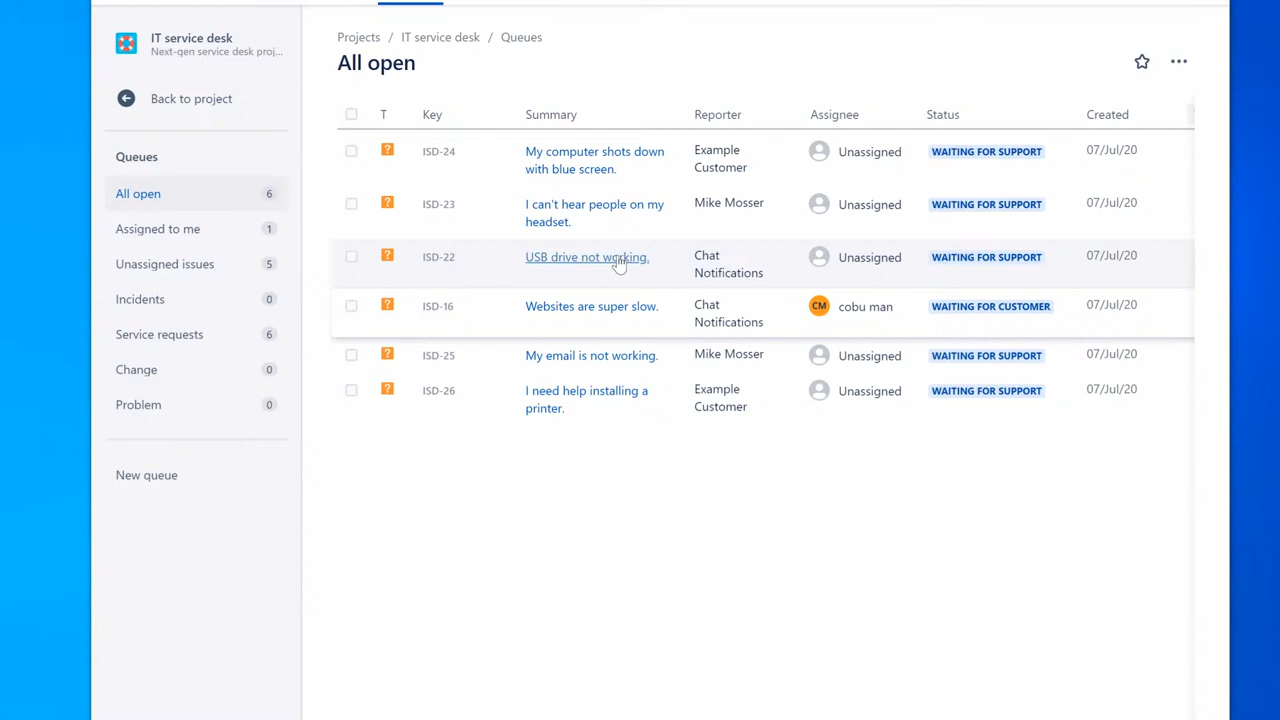 IT service desk
Next-gen service desk proj...
Back to project
Queues
All open 6
Assigned to me 1
Unassigned issues 5
Incidents 0
Service requests 6
Change 0
Problem 0
New queue
Projects / IT service desk / Queues
All open
T Key Summary Reporter Assignee Status Created
ISD-24 My computer shots down Example Unassigned WAITING FOR SUPPORT 07/Jul/20
with blue screen. Customer
ISD-23 I can't hear people on my Mike Mosser Unassigned WAITING FOR SUPPORT 07/Jul/20
headset.
ISD-22 USB drive not working. Chat Unassigned WAITING FOR SUPPORT 07/Jul/20
Notifications
ISD-16 Websites are super slow. Chat CM cobu man WAITING FOR CUSTOMER 07/Jul/20
Notifications
ISD-25 My email is not working. Mike Mosser Unassigned WAITING FOR SUPPORT 07/Jul/20
ISD-26 I need help installing a Example Unassigned WAITING FOR SUPPORT 07/Jul/20
printer. Customer